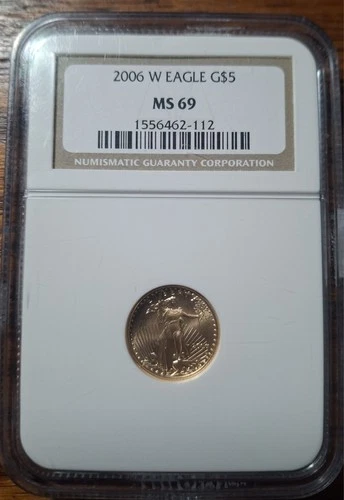 2006 W EAGLE G$5
MS 69
1556462-112
NUMISMATIC GUARANTY CORPORATION